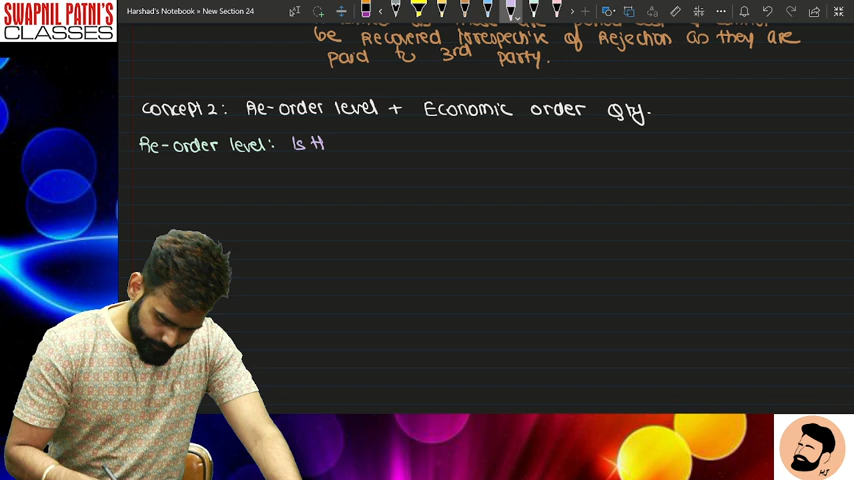 SWAPNIL PATNI'S
CLASSES
Harshad's Notebook » New Section 24
be Recovered Irrespective of Rejection as they are
paid to 3rd party.
Concept 2: Re-order level + Economic order Qty.
Re-order level: Is H
HS